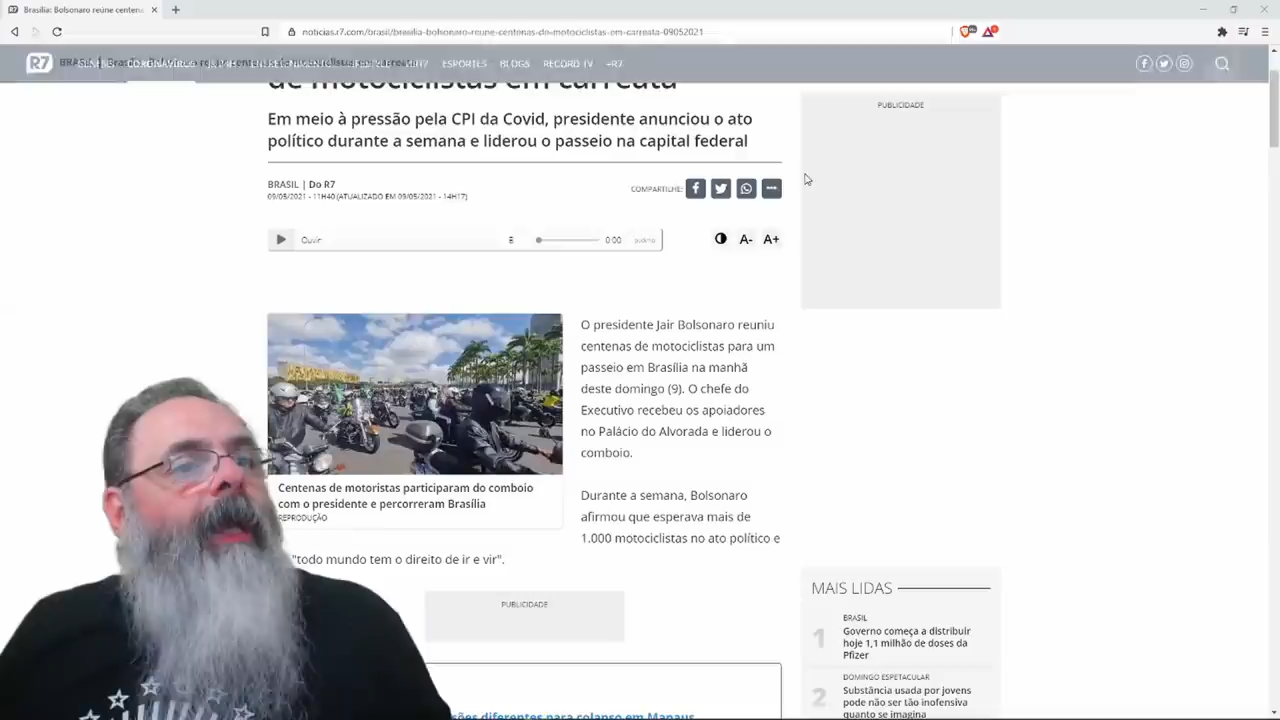 Brasília: Bolsonaro reúne centena
noticias.r7.com/brasil/brasilia-bolsonaro-reune-centenas-de-motociclistas-em-carreata-09052021
R7
ESPORTES BLOGS RECORD TV +R7
de motociclistas em carreata
Em meio à pressão pela CPI da Covid, presidente anunciou o ato
político durante a semana e liderou o passeio na capital federal
BRASIL | Do R7
09/05/2021 - 11H40 (ATUALIZADO EM 09/05/2021 - 14H17)
COMPARTILHE:
Ouvir
0:00
A- A+
PUBLICIDADE
Centenas de motoristas participaram do comboio
com o presidente e percorreram Brasília
REPRODUÇÃO
O presidente Jair Bolsonaro reuniu
centenas de motociclistas para um
passeio em Brasília na manhã
deste domingo (9). O chefe do
Executivo recebeu os apoiadores
no Palácio do Alvorada e liderou o
comboio.
Durante a semana, Bolsonaro
afirmou que esperava mais de
1.000 motociclistas no ato político e
"todo mundo tem o direito de ir e vir".
PUBLICIDADE
diferentes para colapso em Manaus
MAIS LIDAS
1
BRASIL
Governo começa a distribuir
hoje 1,1 milhão de doses da
Pfizer
2
DOMINGO ESPETACULAR
Substância usada por jovens
pode não ser tão inofensiva
quanto se imagina